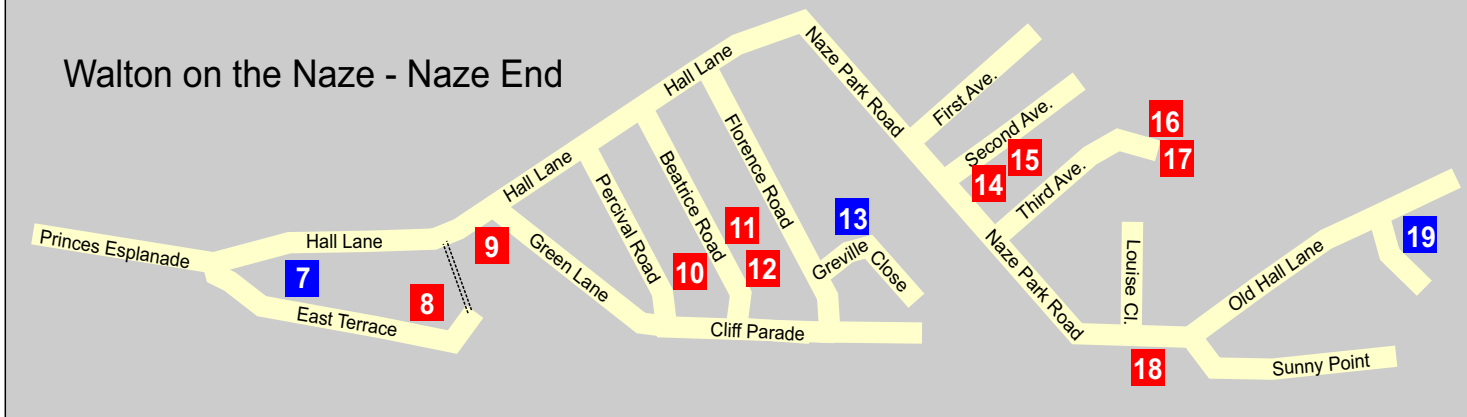 Walton on the Naze - Naze End
Hall Lane
Naze Park Road
First Ave.
Second Ave.
16
17
15
14
Third Ave.
Hall Lane
Percival Road
Beatrice Road
Florence Road
13
11
12
10
9
Green Lane
Greville
Close
Princes Esplanade
Hall Lane
7
8
East Terrace
Cliff Parade
Naze Park Road
Louise Cl.
Old Hall Lane
19
18
Sunny Point